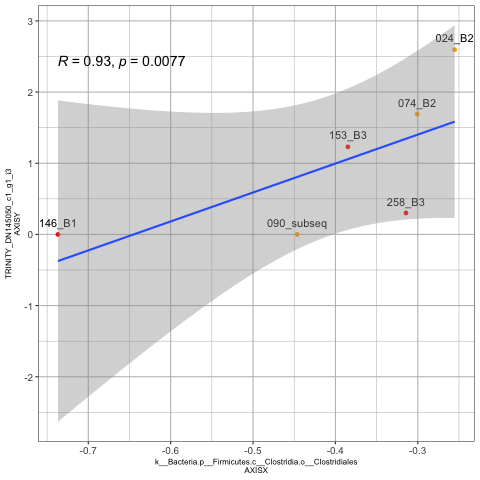 3
2
1
0
-1
-2
R = 0.93, p = 0.0077
024_B2
074_B2
153_B3
258_B3
146_B1
090_subseq
TRINITY_DN145050_c1_g1_i3
AXISY
-0.7 -0.6 -0.5 -0.4 -0.3
k__Bacteria.p__Firmicutes.c__Clostridia.o__Clostridiales
AXISX